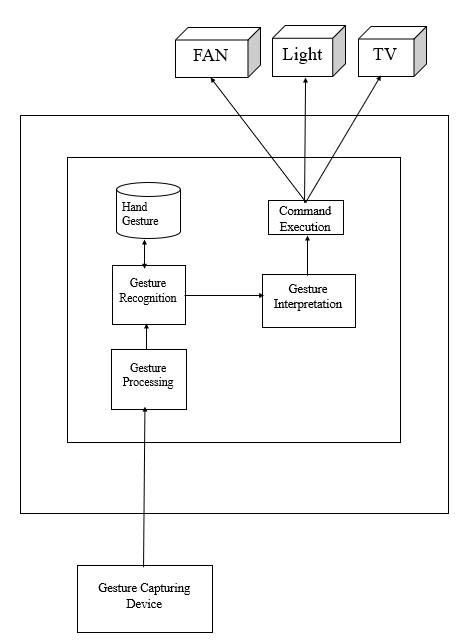 FAN
Light
TV
Hand
Gesture
Command
Execution
Gesture
Recognition
Gesture
Interpretation
Gesture
Processing
Gesture Capturing
Device